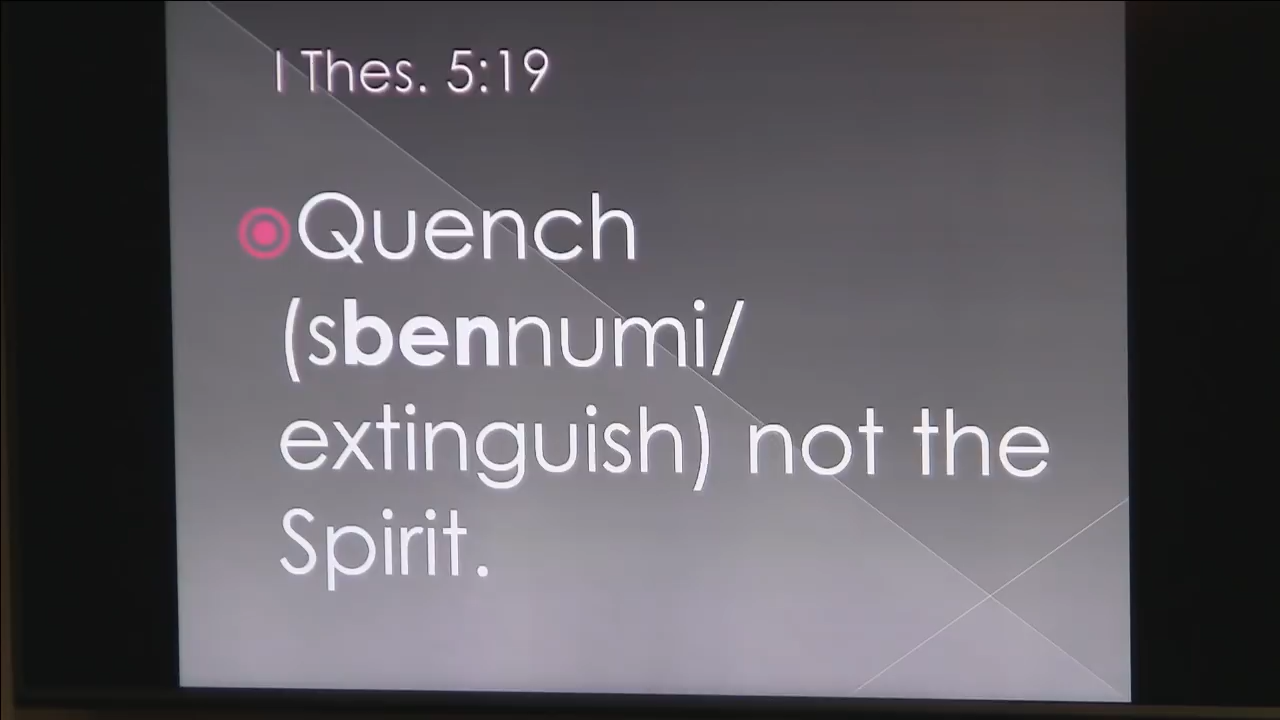 I Thes. 5:19
Quench
(sbennumi/
extinguish) not the
Spirit.